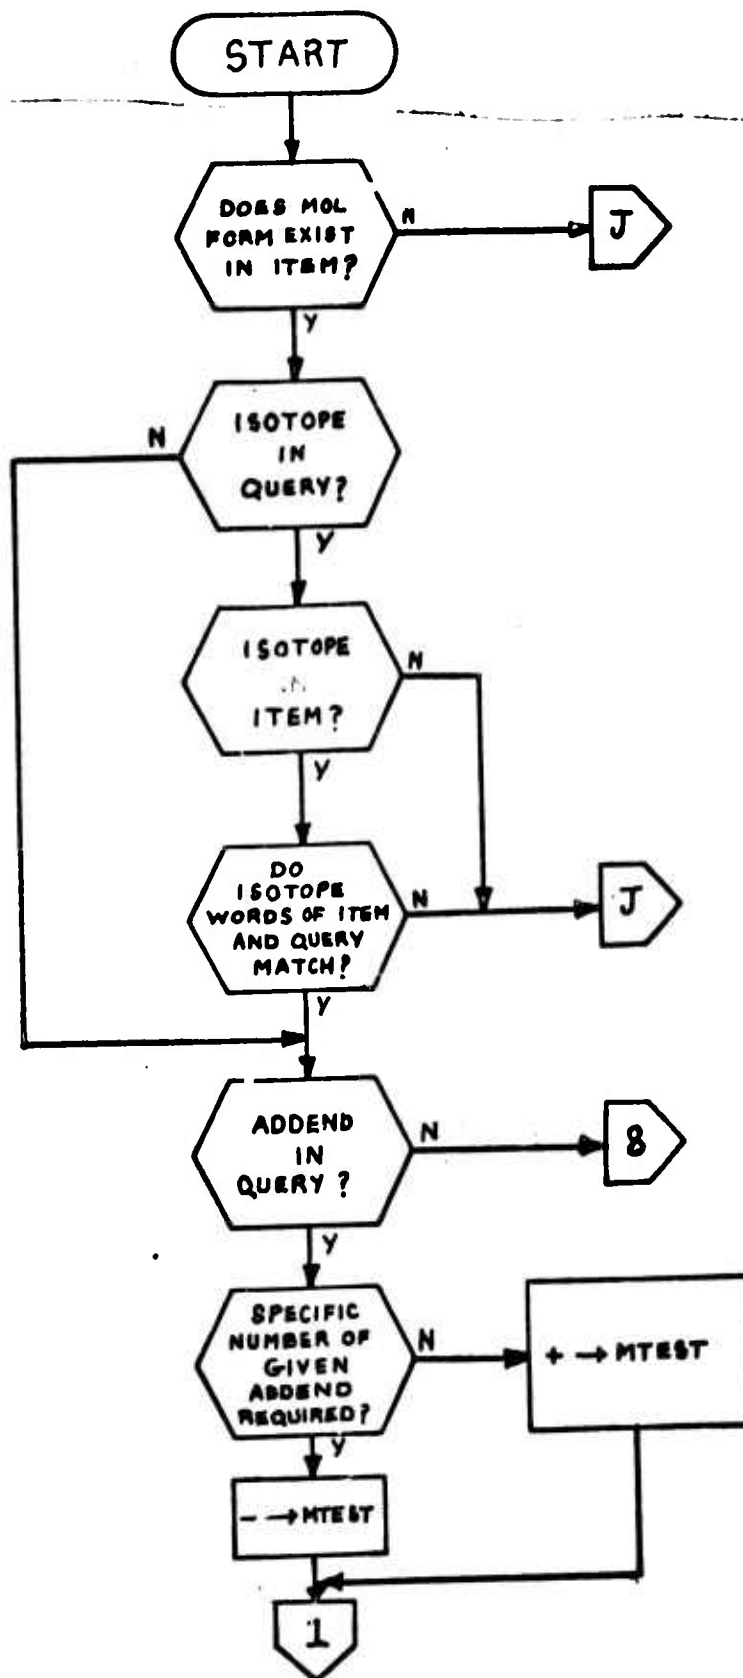 START
DOES MOL
FORM EXIST
IN ITEM?
N
J
Y
ISOTOPE
IN
QUERY?
N
Y
ISOTOPE
ITEM?
N
Y
DO
ISOTOPE
WORDS OF ITEM
AND QUERY
MATCH?
N
J
Y
ADDEND
IN
QUERY?
N
8
Y
SPECIFIC
NUMBER OF
GIVEN
ADDEND
REQUIRED?
N
+ → MTEST
Y
- → MTEST
1